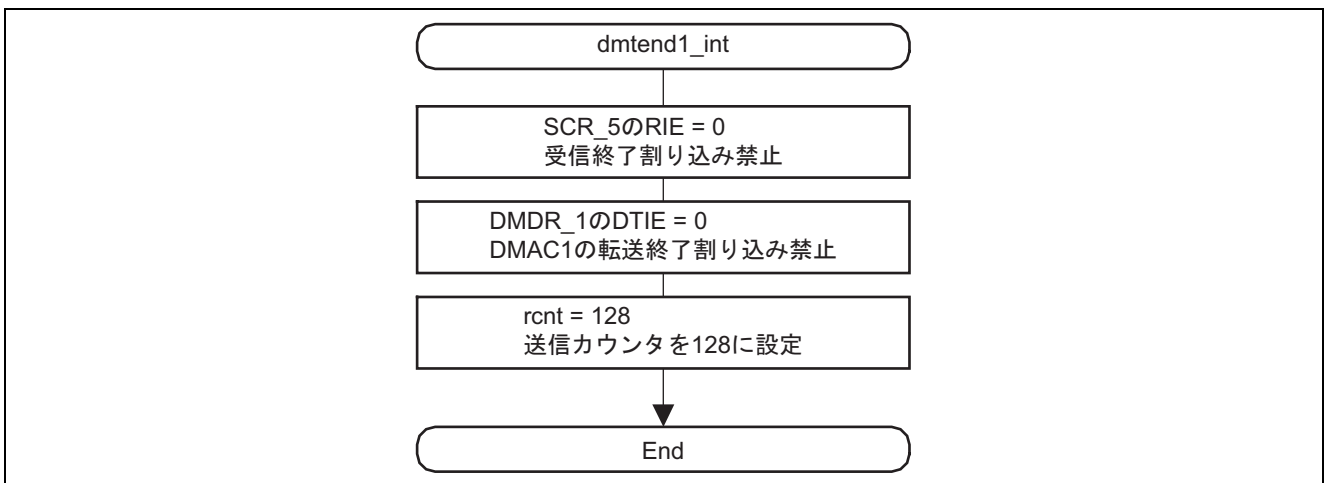 dmtend1_int
SCR_5のRIE = 0
受信終了割り込み禁止
DMDR_1のDTIE = 0
DMAC1の転送終了割り込み禁止
rcnt = 128
送信カウンタを128に設定
End